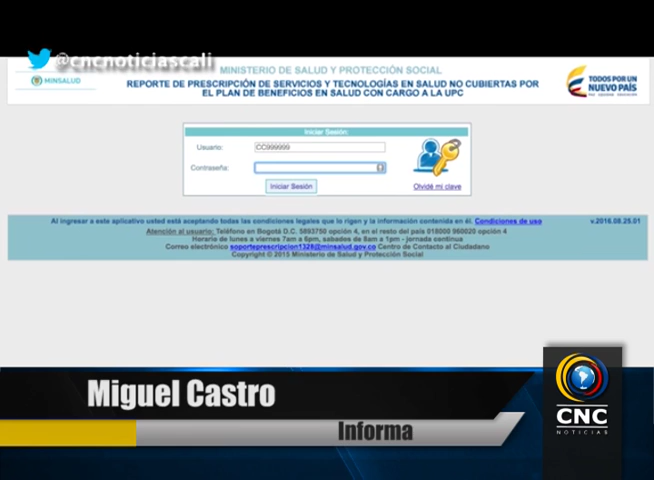 @cncnoticiascali
MINSALUD
MINISTERIO DE SALUD Y PROTECCIÓN SOCIAL
REPORTE DE PRESCRIPCIÓN DE SERVICIOS Y TECNOLOGÍAS EN SALUD NO CUBIERTAS POR
EL PLAN DE BENEFICIOS EN SALUD CON CARGO A LA UPC
TODOS POR UN
NUEVO PAÍS
PAZ EQUIDAD EDUCACIÓN
Iniciar Sesión
Usuario: CC999999
Contraseña:
Iniciar Sesión
Olvidé mi clave
Al ingresar a este aplicativo usted está aceptando todas las condiciones legales que le rigen y la información contenida en él. Condiciones de uso
v.2016.08.25.01
Atención al usuario: Teléfono en Bogotá D.C. 5893750 opción 4, en el resto del país 018000 960020 opción 4
Horario de lunes a viernes 7am a 6pm, sabados de 8am a 1pm - jornada continua
Correo electrónico soporteprescripcion1328@minsalud.gov.co Centro de Contacto al Ciudadano
Copyright © 2015 Ministerio de Salud y Protección Social
Miguel Castro
Informa
CNC
NOTICIAS